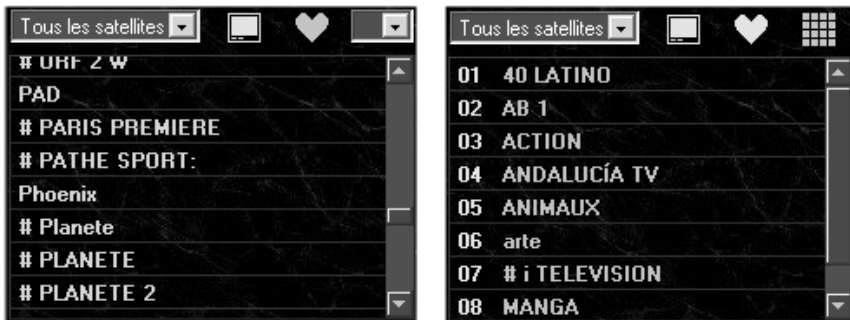 Tous les satellites
# ORF 2 W
PAD
# PARIS PREMIERE
# PATHE SPORT:
Phoenix
# Planete
# PLANETE
# PLANETE 2
Tous les satellites
01 40 LATINO
02 AB 1
03 ACTION
04 ANDALUCÍA TV
05 ANIMAUX
06 arte
07 # i TELEVISION
08 MANGA